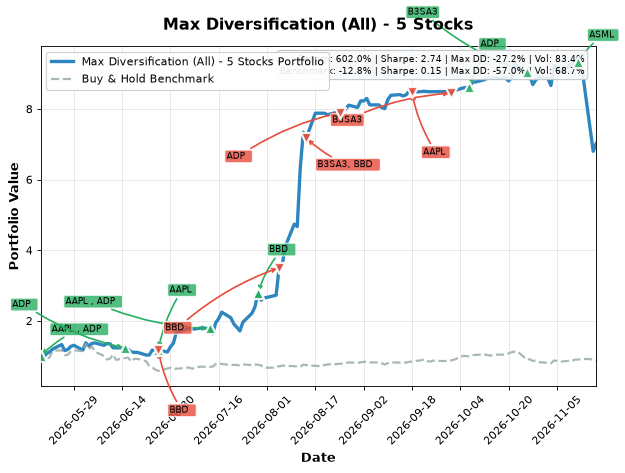 Max Diversification (All) - 5 Stocks
B3SA3
ASML
ADP
Max Diversification (All) - 5 Stocks Portfolio
Buy & Hold Benchmark
602.0% | Sharpe: 2.74 | Max DD: -27.2% | Vol: 83.4%
-12.8% | Sharpe: 0.15 | Max DD: -57.0% | Vol: 68.7%
8
6
4
2
Portfolio Value
B3SA3
ADP
B3SA3, BBD
AAPL
BBD
AAPL
AAPL , ADP
ADP
AAPL , ADP
BBD
BBD
2026-05-29
2026-06-14
2026-07-16
2026-08-01
2026-08-17
2026-09-02
2026-09-18
2026-10-04
2026-10-20
2026-11-05
Date